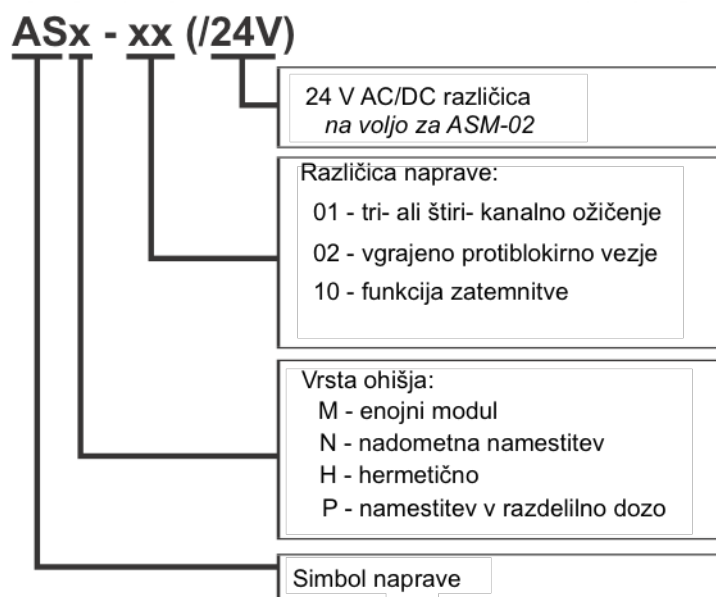 ASx - xx (/24V)
24 V AC/DC različica
na voljo za ASM-02
Različica naprave:
01 - tri- ali štiri- kanalno ožičenje
02 - vgrajeno protiblokirno vezje
10 - funkcija zatemnitve
Vrsta ohišja:
M - enojni modul
N - nadometna namestitev
H - hermetično
P - namestitev v razdelilno dozo
Simbol naprave